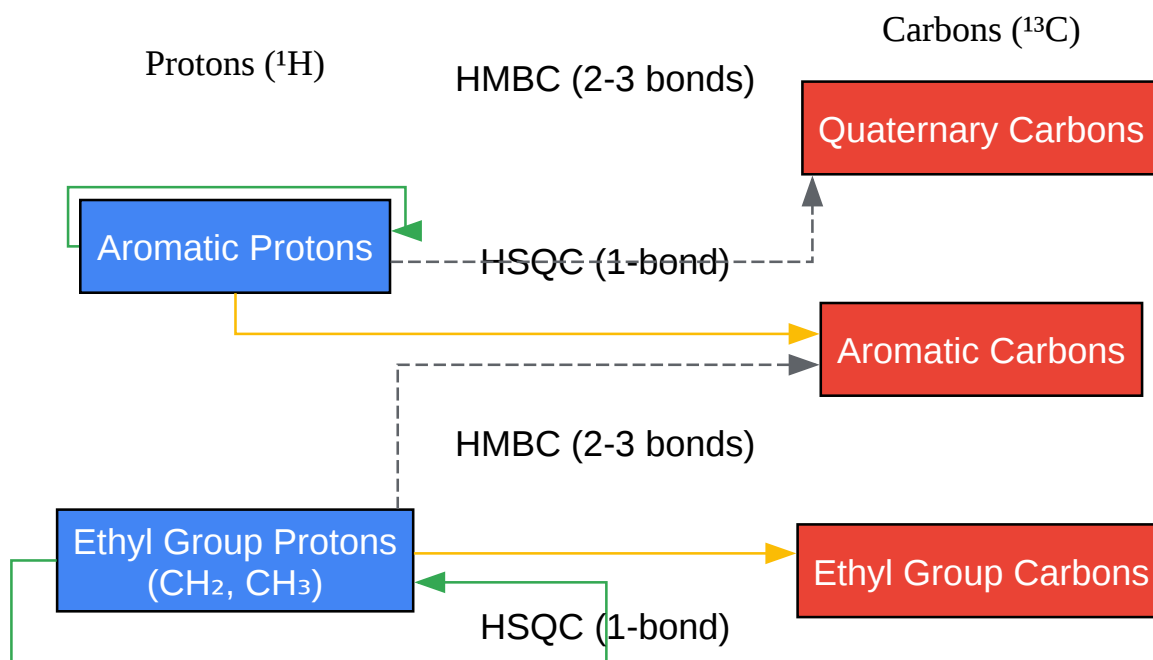 Carbons (¹³C)
Protons (¹H)
HMBC (2-3 bonds)
Quaternary Carbons
Aromatic Protons
HSQC (1-bond)
Aromatic Carbons
HMBC (2-3 bonds)
Ethyl Group Protons
(CH₂, CH₃)
Ethyl Group Carbons
HSQC (1-bond)